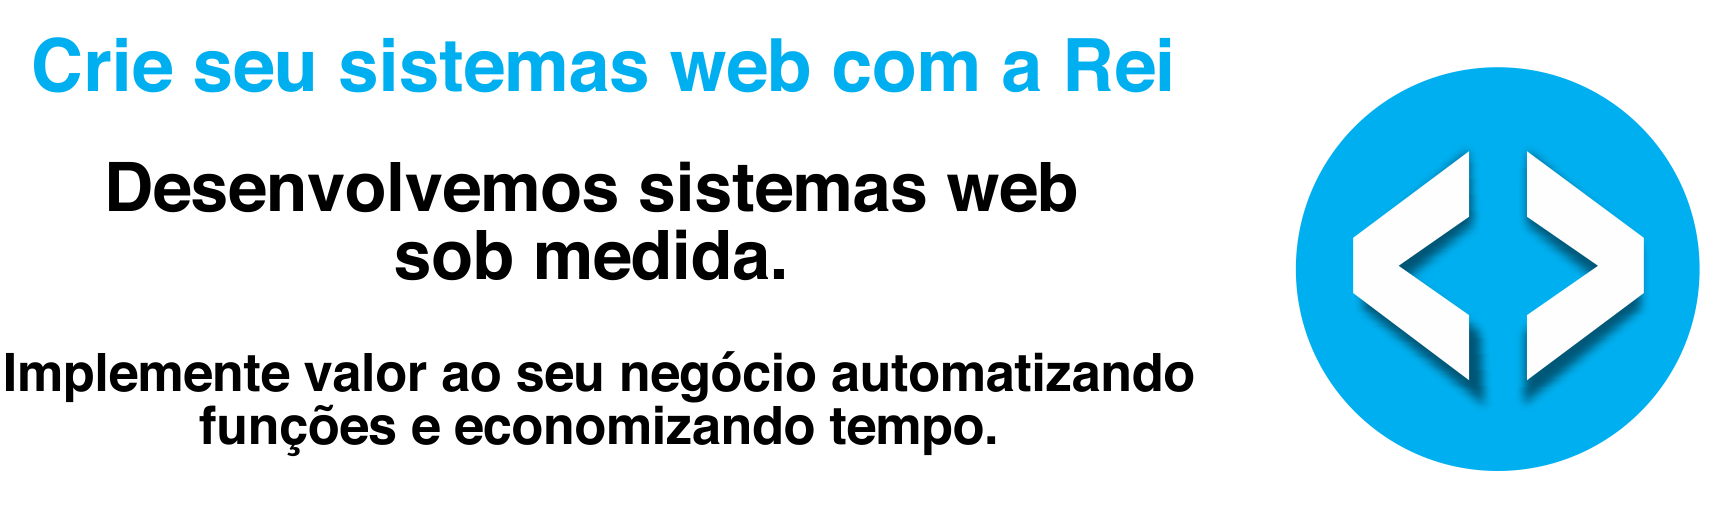 Crie seu sistemas web com a Rei
Desenvolvemos sistemas web
sob medida.
Implemente valor ao seu negócio automatizando
funções e economizando tempo.